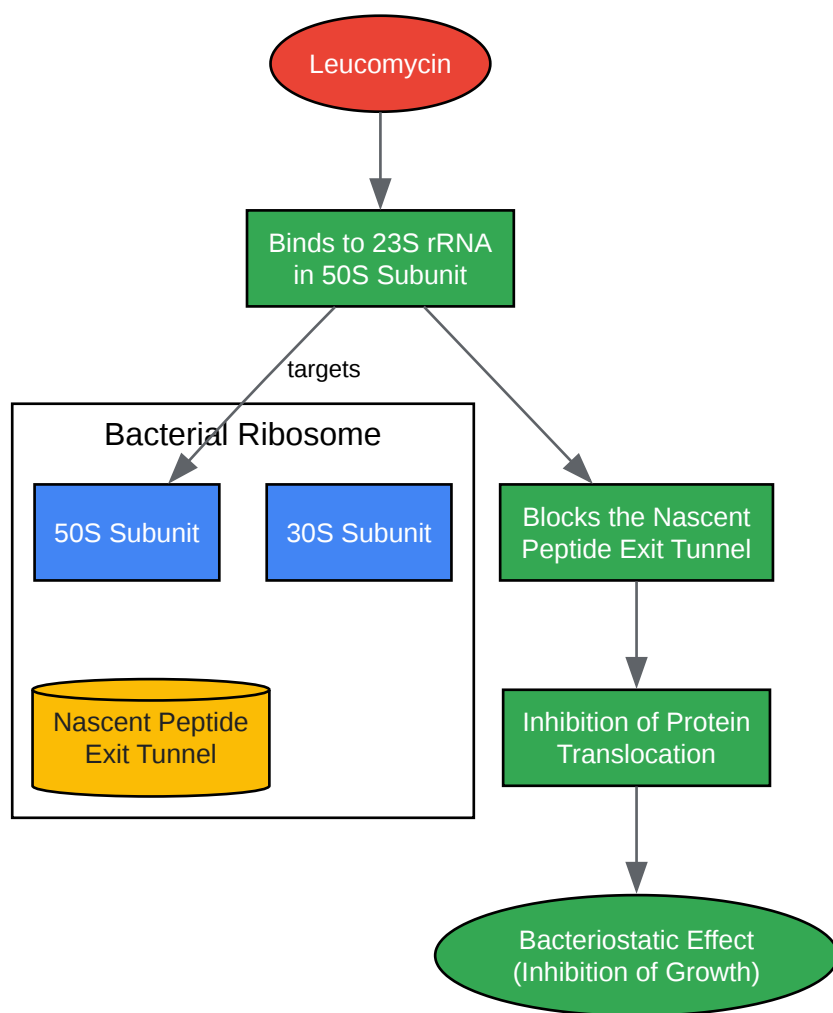 Leucomycin
Binds to 23S rRNA
in 50S Subunit
targets
Bacterial Ribosome
50S Subunit
30S Subunit
Blocks the Nascent
Peptide Exit Tunnel
Nascent Peptide
Exit Tunnel
Inhibition of Protein
Translocation
Bacteriostatic Effect
(Inhibition of Growth)